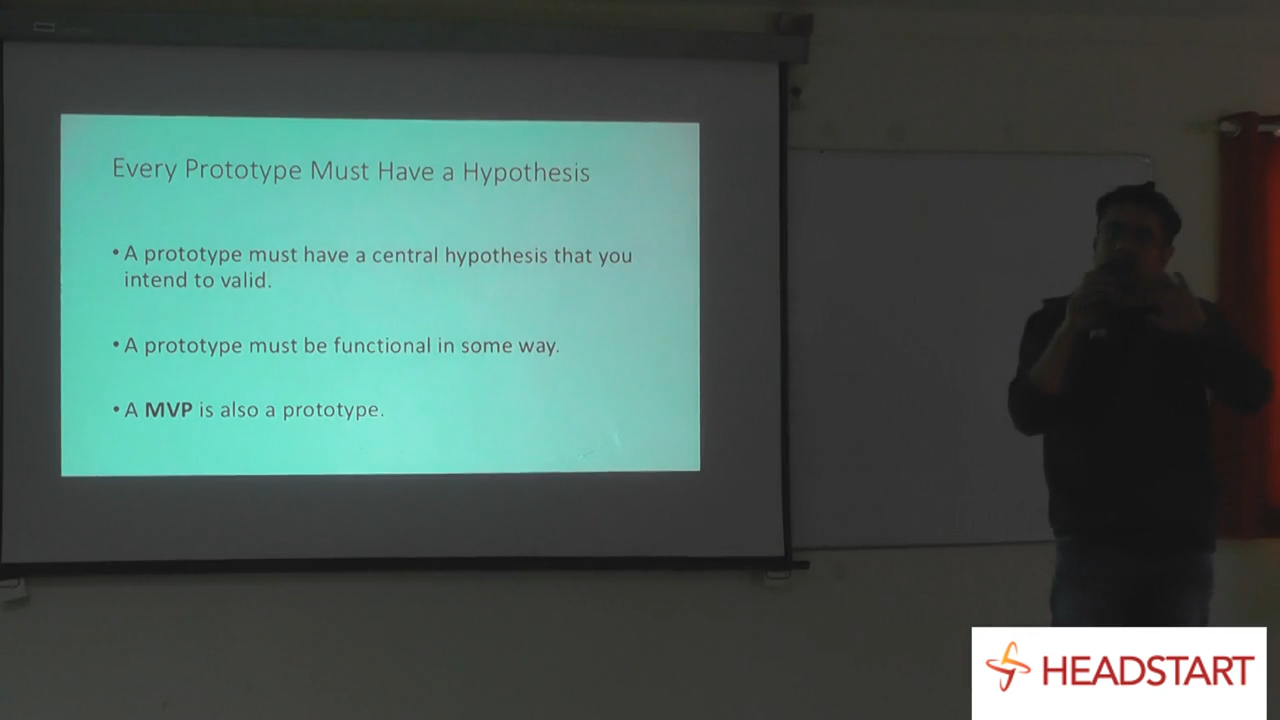 Every Prototype Must Have a Hypothesis
• A prototype must have a central hypothesis that you
intend to valid.
• A prototype must be functional in some way.
• A MVP is also a prototype.
HEADSTART